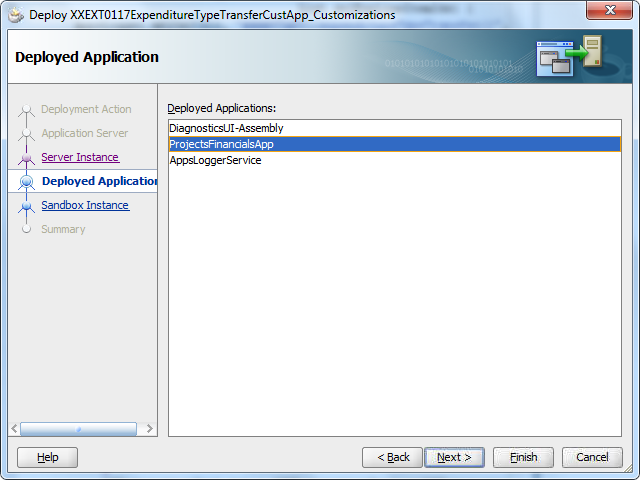 Deploy XXEXT0117ExpenditureTypeTransferCustApp_Customizations
Deployed Application
Deployment Action
Application Server
Server Instance
Deployed Application
Sandbox Instance
Summary
Deployed Applications:
DiagnosticsUI-Assembly
ProjectsFinancialsApp
AppsLoggerService
Help
< Back
Next >
Finish
Cancel